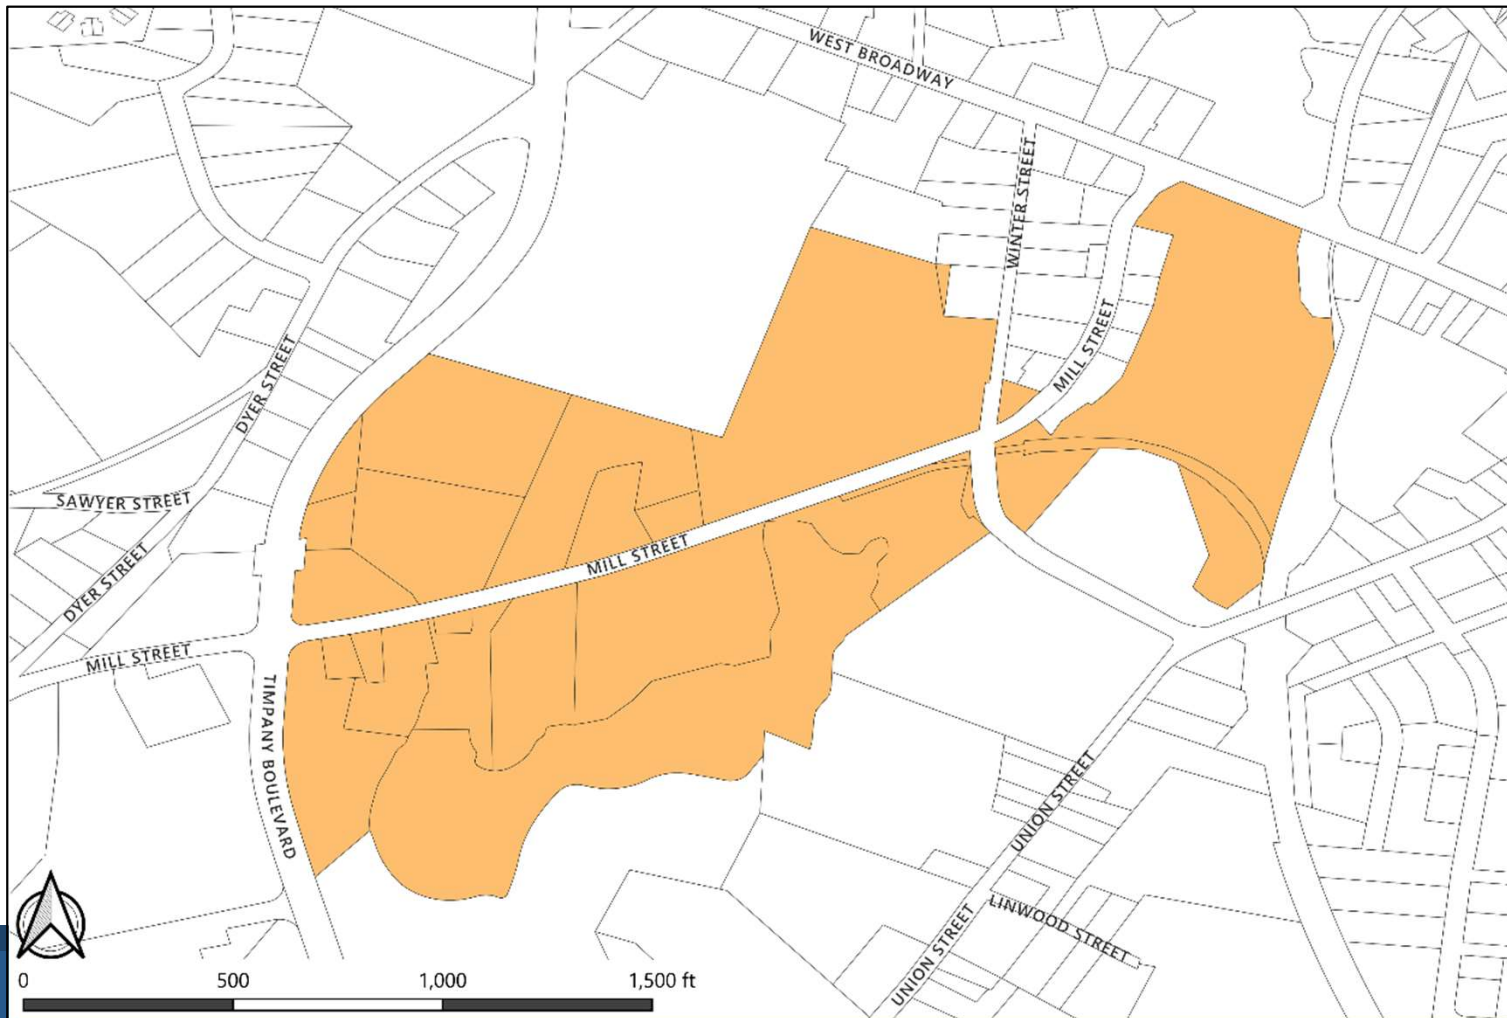 WEST BROADWAY
WINTER STREET
MILL STREET
DYER STREET
SAWYER STREET
MILL STREET
DYER STREET
MILL STREET
TIMPANY BOULEVARD
UNION STREET
LINWOOD STREET
UNION STREET
0 500 1,000 1,500 ft